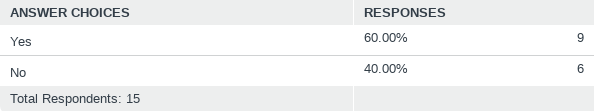 ANSWER CHOICES RESPONSES
Yes 60.00% 9
No 40.00% 6
Total Respondents: 15